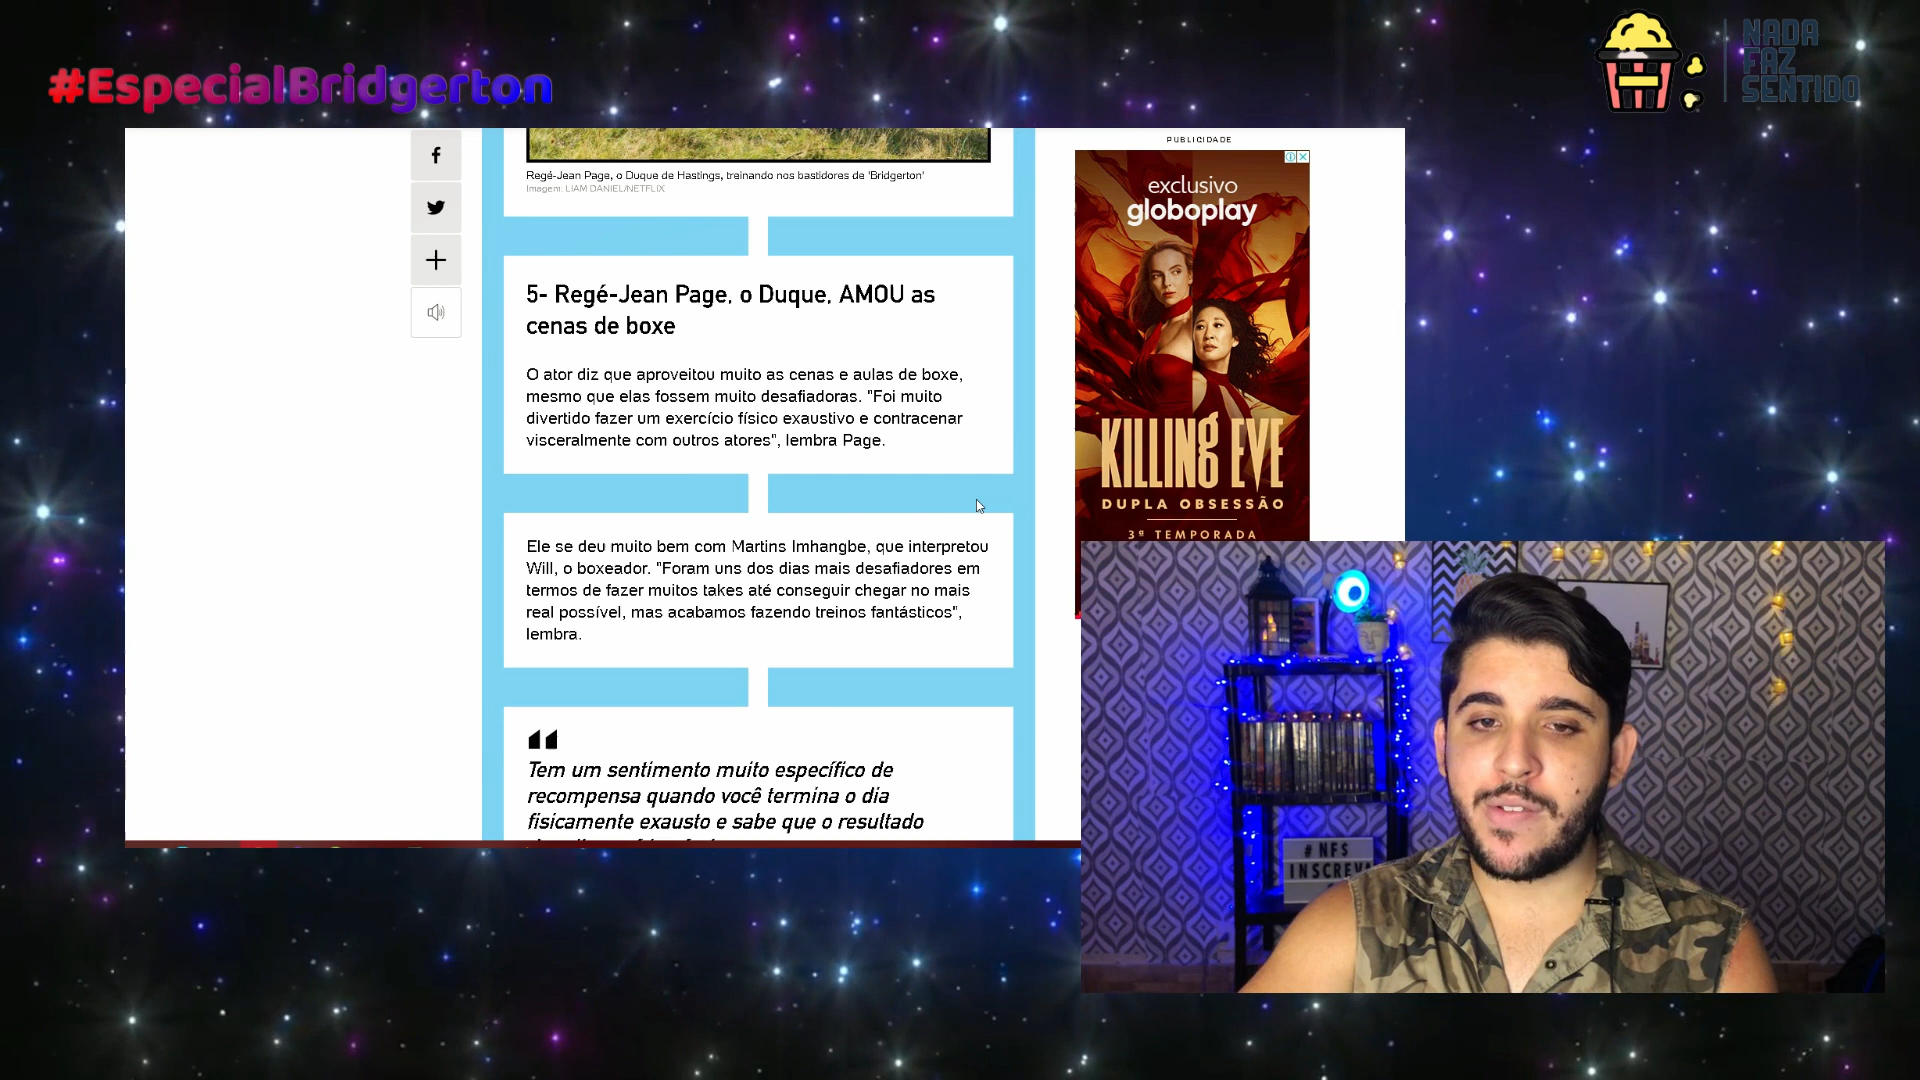 #EspecialBridgerton
NADA
FAZ
SENTIDO
Regé-Jean Page, o Duque de Hastings, treinando nos bastidores de 'Bridgerton'
Imagem: LIAM DANIEL/NETFLIX
5- Regé-Jean Page, o Duque, AMOU as
cenas de boxe
O ator diz que aproveitou muito as cenas e aulas de boxe,
mesmo que elas fossem muito desafiadoras. "Foi muito
divertido fazer um exercício físico exaustivo e contracenar
visceralmente com outros atores", lembra Page.
Ele se deu muito bem com Martins Imhangbe, que interpretou
Will, o boxeador. "Foram uns dos dias mais desafiadores em
termos de fazer muitos takes até conseguir chegar no mais
real possível, mas acabamos fazendo treinos fantásticos",
lembra.
Tem um sentimento muito específico de
recompensa quando você termina o dia
fisicamente exausto e sabe que o resultado
PUBLICIDADE
exclusivo
globoplay
KILLING EVE
DUPLA OBSESSÃO
3ª TEMPORADA
#NFS
INSCREVA